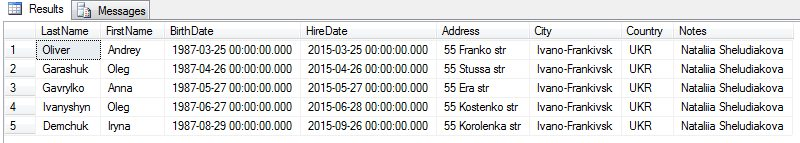 Results Messages
LastName FirstName BirthDate HireDate Address City Country Notes
1 Oliver Andrey 1987-03-25 00:00:00.000 2015-03-25 00:00:00.000 55 Franko str Ivano-Frankivsk UKR Nataliia Sheludiakova
2 Garashuk Oleg 1987-04-26 00:00:00.000 2015-04-26 00:00:00.000 55 Stussa str Ivano-Frankivsk UKR Nataliia Sheludiakova
3 Gavrylko Anna 1987-05-27 00:00:00.000 2015-05-27 00:00:00.000 55 Era str Ivano-Frankivsk UKR Nataliia Sheludiakova
4 Ivanyshyn Oleg 1987-06-27 00:00:00.000 2015-06-28 00:00:00.000 55 Kostenko str Ivano-Frankivsk UKR Nataliia Sheludiakova
5 Demchuk Iryna 1987-08-29 00:00:00.000 2015-09-26 00:00:00.000 55 Korolenka str Ivano-Frankivsk UKR Nataliia Sheludiakova